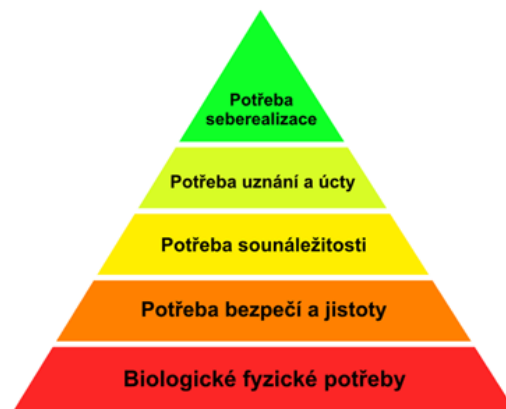 Potřeba
seberealizace
Potřeba uznání a úcty
Potřeba sounáležitosti
Potřeba bezpečí a jistoty
Biologické fyzické potřeby